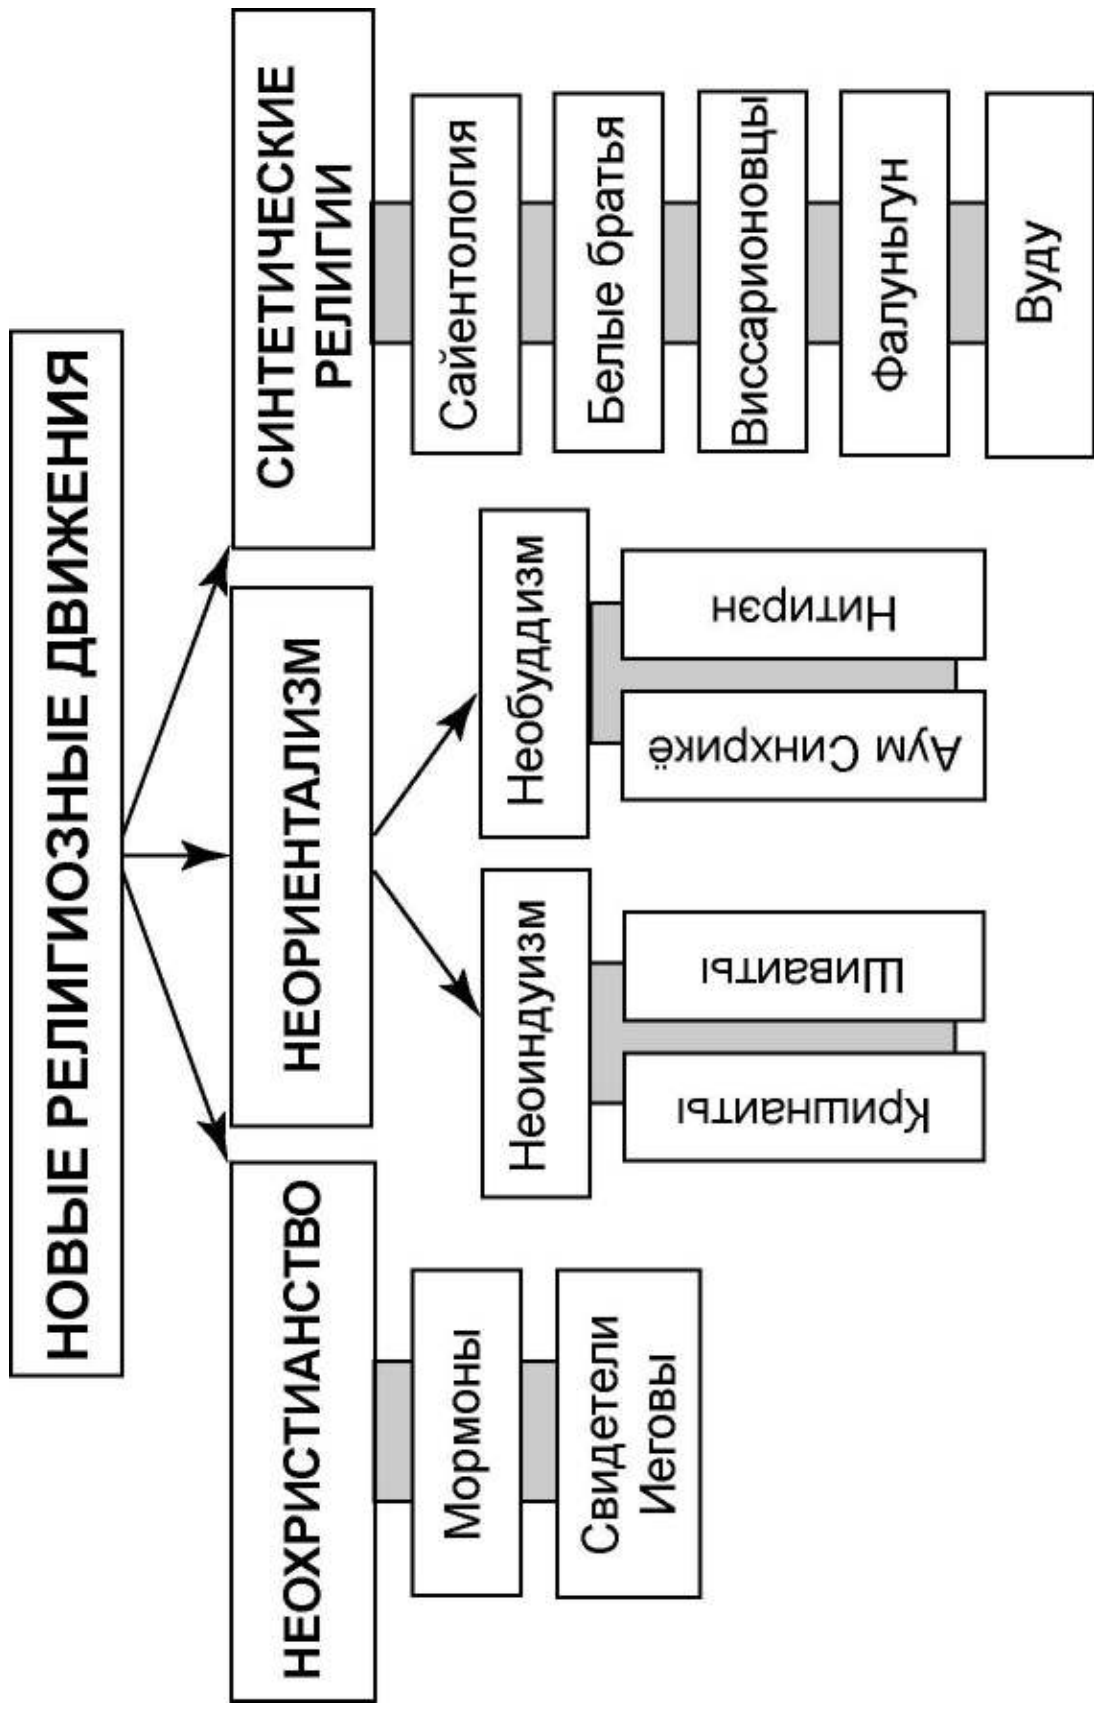 НОВЫЕ РЕЛИГИОЗНЫЕ ДВИЖЕНИЯ
НЕОХРИСТИАНСТВО
Мормоны
Свидетели
Иеговы
НЕОРИЕНТАЛИЗМ
Неоиндуизм
Кришнаиты
Шиваиты
Необуддизм
Аум Синхрикё
Нитирэн
СИНТЕТИЧЕСКИЕ
РЕЛИГИИ
Сайентология
Белые братья
Виссарионовцы
Фалуньгун
Вуду